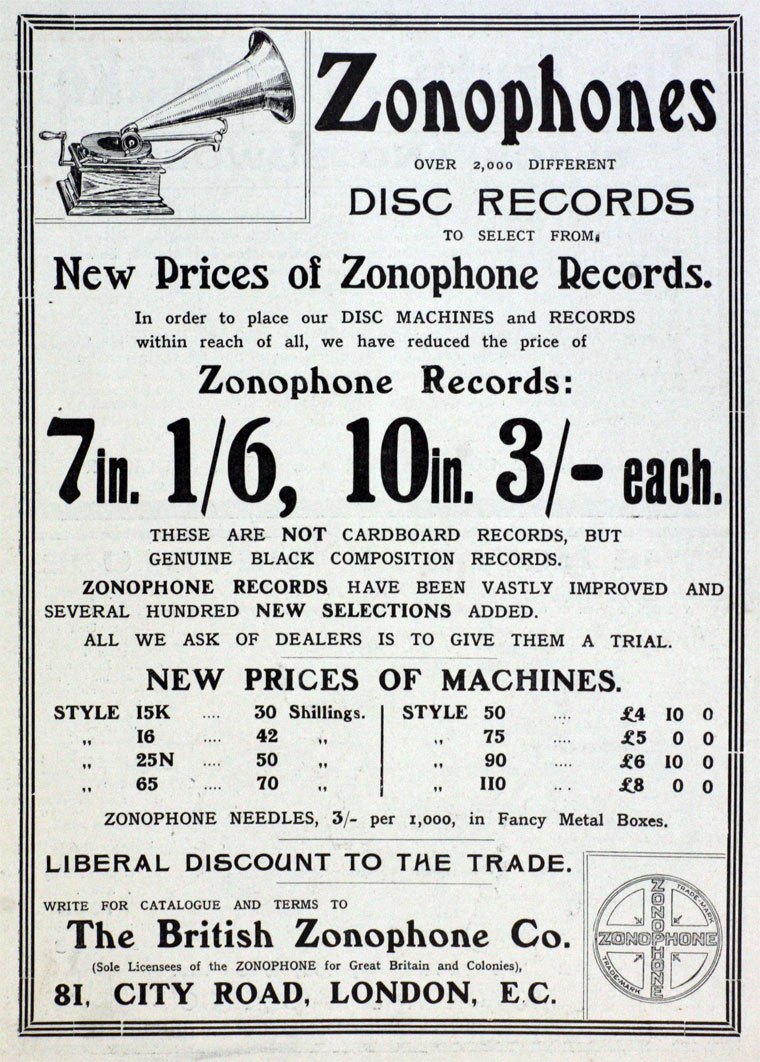 Zonophones
OVER 2,000 DIFFERENT
DISC RECORDS
TO SELECT FROM.
New Prices of Zonophone Records.
In order to place our DISC MACHINES and RECORDS
within reach of all, we have reduced the price of
Zonophone Records:
7in. 1/6, 10in. 3/- each.
THESE ARE NOT CARDBOARD RECORDS, BUT
GENUINE BLACK COMPOSITION RECORDS.
ZONOPHONE RECORDS HAVE BEEN VASTLY IMPROVED AND
SEVERAL HUNDRED NEW SELECTIONS ADDED.
ALL WE ASK OF DEALERS IS TO GIVE THEM A TRIAL.
NEW PRICES OF MACHINES.
STYLE 15K .... 30 Shillings.
„ 16 .... 42 „
„ 25N .... 50 „
„ 65 .... 70 „
STYLE 50 .... £4 10 0
„ 75 .... £5 0 0
„ 90 .... £6 10 0
„ 110 ... £8 0 0
ZONOPHONE NEEDLES, 3/- per 1,000, in Fancy Metal Boxes.
LIBERAL DISCOUNT TO THE TRADE.
WRITE FOR CATALOGUE AND TERMS TO
The British Zonophone Co.
(Sole Licensees of the ZONOPHONE for Great Britain and Colonies),
81, CITY ROAD, LONDON, E.C.
ZONOPHONE
ZONOPHONE
TRADE-MARK
TRADE-MARK